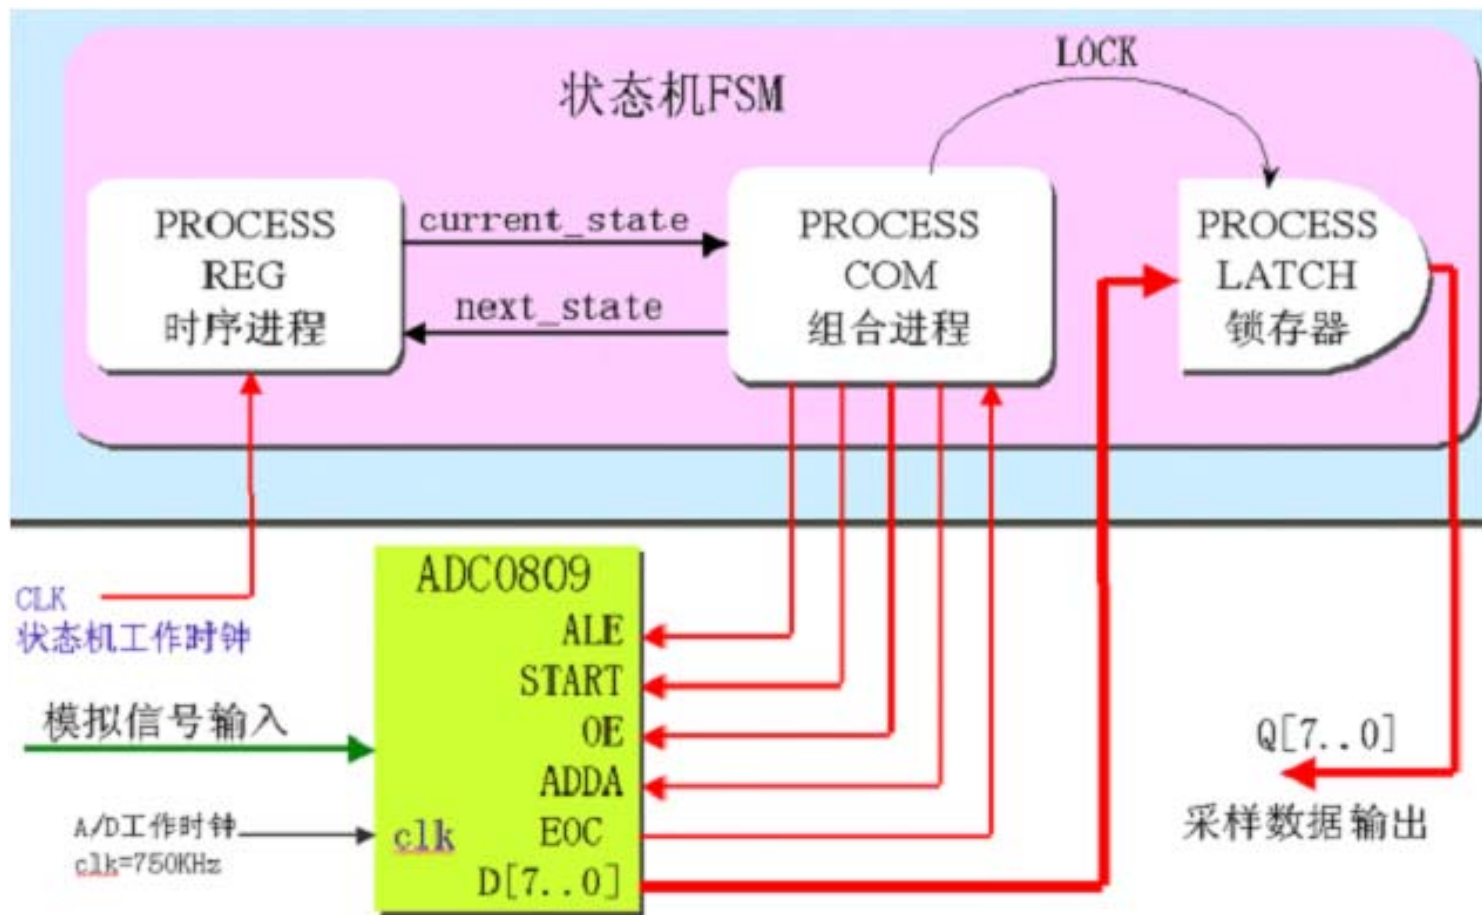 LOCK
状态机FSM
PROCESS
REG
时序进程
current_state
next_state
PROCESS
COM
组合进程
PROCESS
LATCH
锁存器
CLK
状态机工作时钟
模拟信号输入
A/D工作时钟
clk=750KHz
ADC0809
ALE
START
OE
ADDA
clk
EOC
D[7..0]
Q[7..0]
采样数据输出